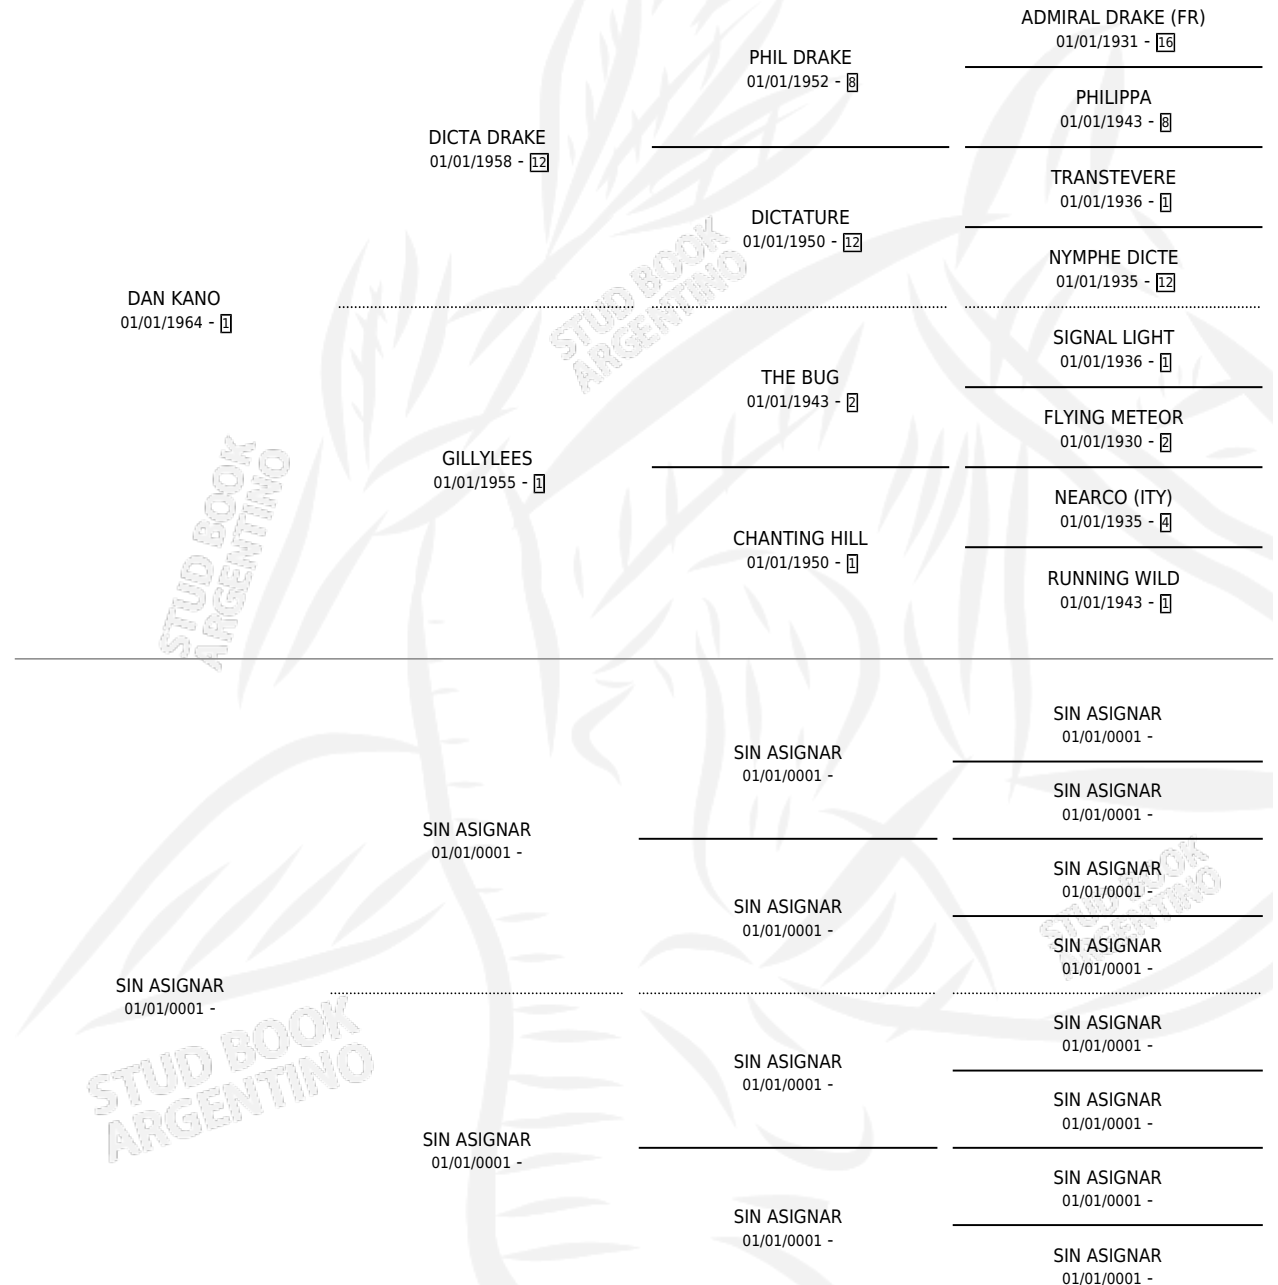 ADMIRAL DRAKE (FR)
01/01/1931 - 16
PHIL DRAKE
01/01/1952 - 8
PHILIPPA
01/01/1943 - 8
DICTA DRAKE
01/01/1958 - 12
TRANSTEVERE
01/01/1936 - 1
DICTATURE
01/01/1950 - 12
NYMPHE DICTE
01/01/1935 - 12
DAN KANO
01/01/1964 - 1
STUD BOOK
ARGENTINO
SIGNAL LIGHT
01/01/1936 - 1
THE BUG
01/01/1943 - 2
FLYING METEOR
01/01/1930 - 2
GILLYLEES
01/01/1955 - 1
NEARCO (ITY)
01/01/1935 - 4
CHANTING HILL
01/01/1950 - 1
RUNNING WILD
01/01/1943 - 1
STUD BOOK
ARGENTINO
SIN ASIGNAR
01/01/0001 -
SIN ASIGNAR
01/01/0001 -
SIN ASIGNAR
01/01/0001 -
SIN ASIGNAR
01/01/0001 -
SIN ASIGNAR
01/01/0001 -
STUD BOOK
ARGENTINO
SIN ASIGNAR
01/01/0001 -
SIN ASIGNAR
01/01/0001 -
SIN ASIGNAR
01/01/0001 -
SIN ASIGNAR
01/01/0001 -
STUD BOOK
ARGENTINO
SIN ASIGNAR
01/01/0001 -
SIN ASIGNAR
01/01/0001 -
SIN ASIGNAR
01/01/0001 -
SIN ASIGNAR
01/01/0001 -
SIN ASIGNAR
01/01/0001 -
SIN ASIGNAR
01/01/0001 -